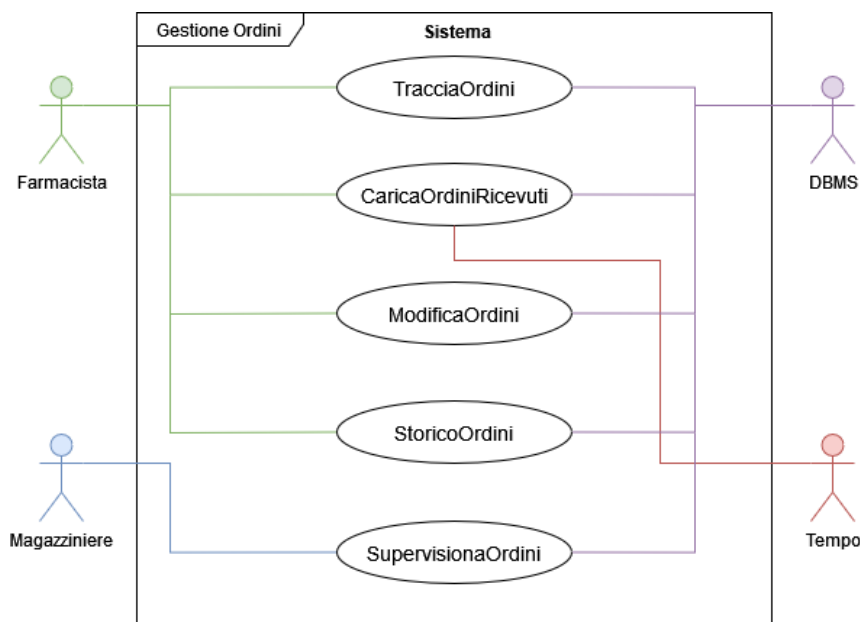 Gestione Ordini
Sistema
TracciaOrdini
Farmacista
DBMS
CaricaOrdiniRicevuti
ModificaOrdini
StoricoOrdini
Magazziniere
Tempo
SupervisionaOrdini